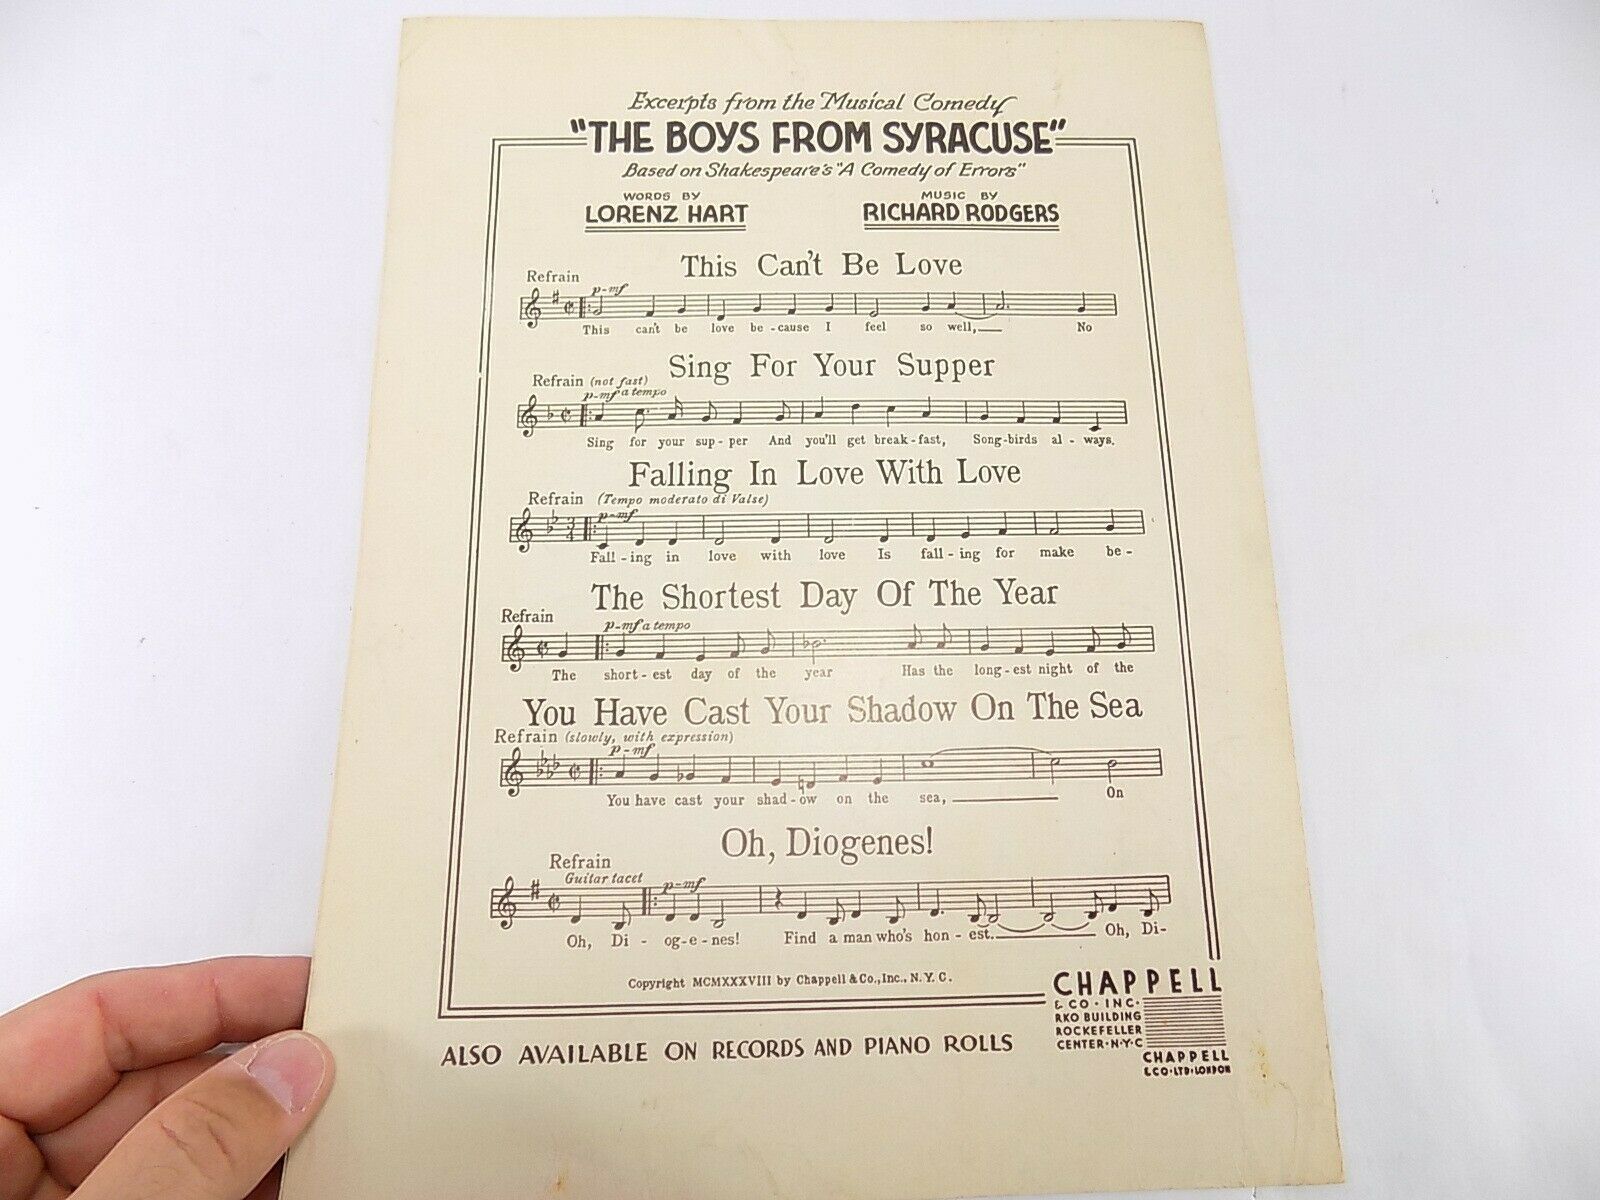 Excerpts from the Musical Comedy
"THE BOYS FROM SYRACUSE"
Based on Shakespeare's "A Comedy of Errors"
WORDS BY
LORENZ HART
MUSIC BY
RICHARD RODGERS
This Can't Be Love
Refrain
p-mf
This can't be love be-cause I feel so well, No
Sing For Your Supper
Refrain (not fast)
p-mf a tempo
Sing for your sup-per And you'll get break-fast, Song-birds al-ways.
Falling In Love With Love
Refrain (Tempo moderato di Valse)
p-mf
Fall-ing in love with love Is fall-ing for make be-
The Shortest Day Of The Year
Refrain
p-mf a tempo
The short-est day of the year Has the long-est night of the
You Have Cast Your Shadow On The Sea
Refrain (slowly, with expression)
p-mf
You have cast your shad-ow on the sea, On
Oh, Diogenes!
Refrain
Guitar tacet
p-mf
Oh, Di-og-e-nes! Find a man who's hon-est. Oh, Di-
Copyright MCMXXXVIII by Chappell & Co., Inc., N.Y.C.
CHAPPELL
& CO·INC·
RKO BUILDING
ROCKEFELLER
CENTER·N·Y·C
CHAPPELL
& CO·LTD·LONDON
ALSO AVAILABLE ON RECORDS AND PIANO ROLLS